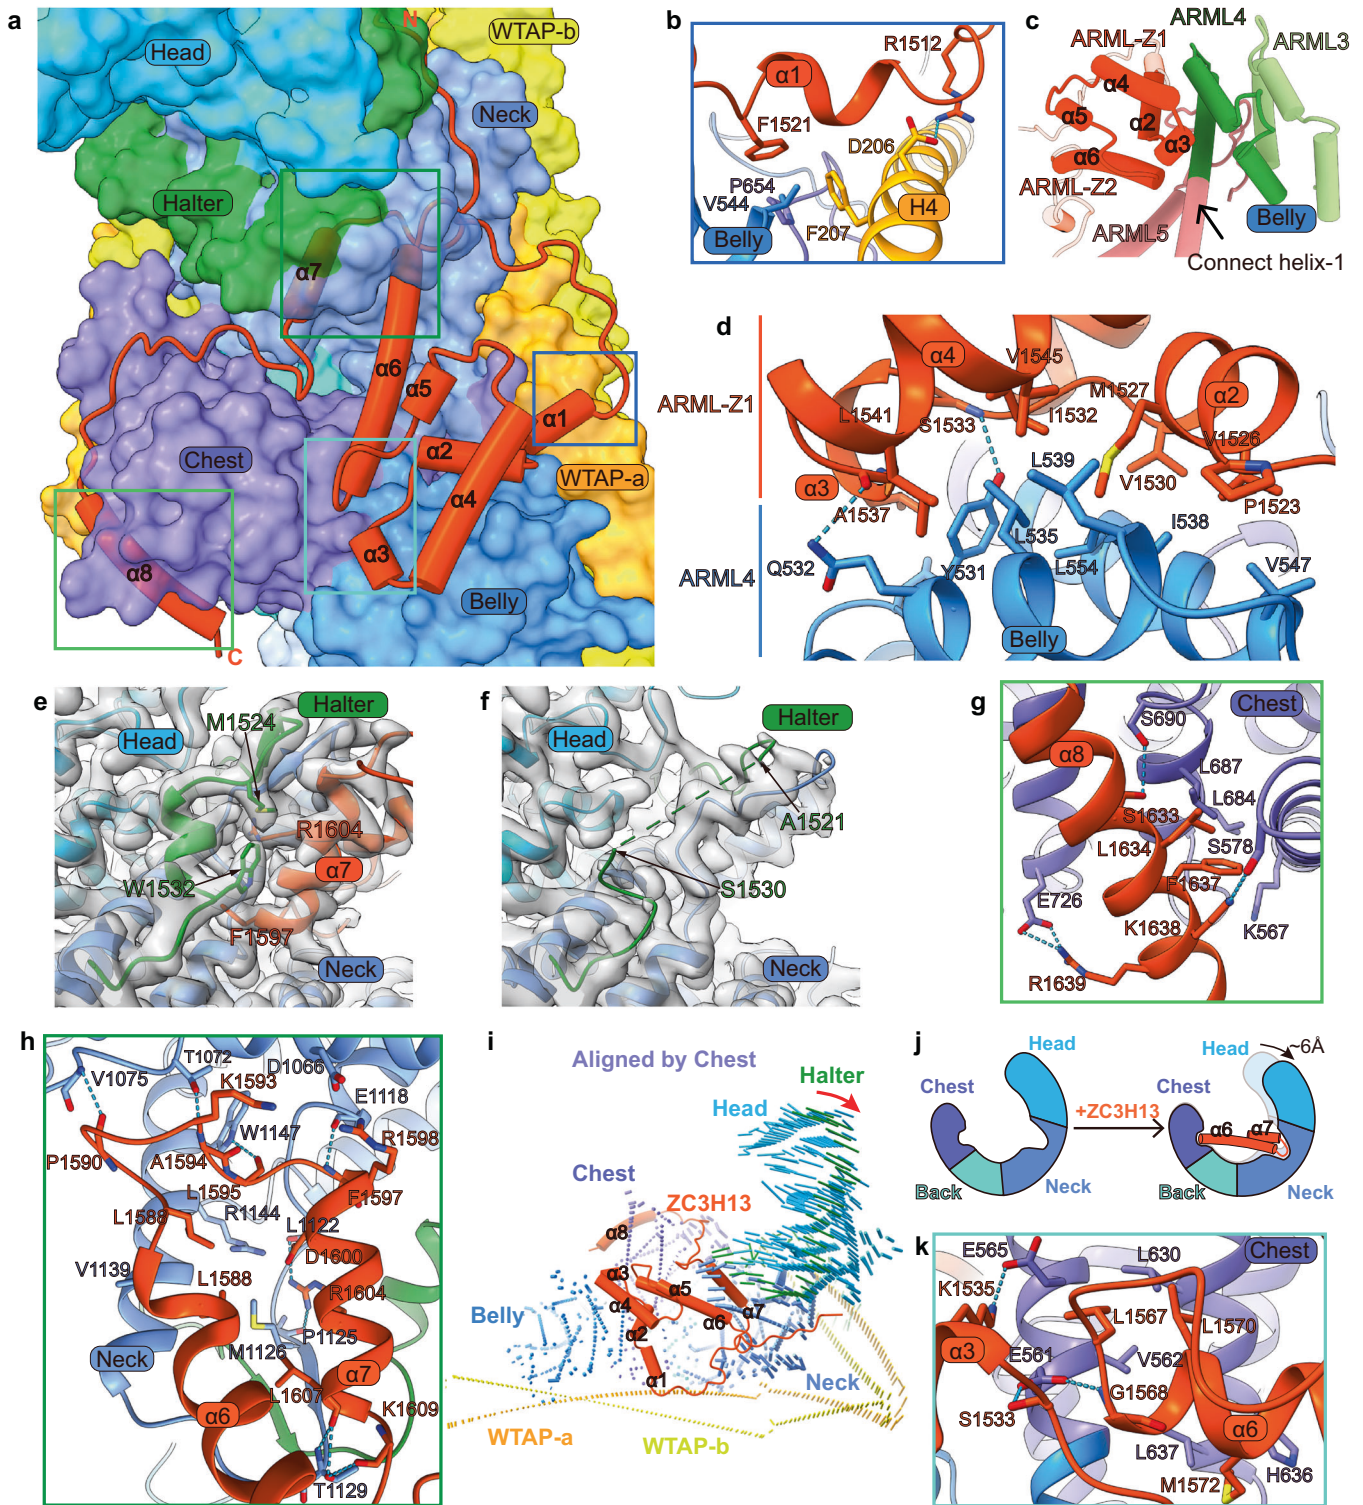 a
Head
N
WTAP-b
Neck
Halter
α7
α6
α5
α1
α2
WTAP-a
Chest
α4
α3
α8
Belly
C
b
R1512
α1
F1521
D206
P654
V544
H4
Belly
F207
c
ARML4
ARML-Z1
ARML3
α4
α5
α2
α3
α6
ARML-Z2
Belly
ARML5
Connect helix-1
d
α4
V1545
ARML-Z1
M1527
α2
L1541
I1532
S1533
V1526
L539
α3
V1530
A1537
P1523
L535
I538
ARML4
Q532
Y531
L554
V547
Belly
e
Halter
M1524
Head
R1604
α7
W1532
F1597
Neck
f
Halter
Head
A1521
S1530
Neck
g
S690
Chest
α8
L687
L684
S1633
S578
L1634
F1637
E726
K1638
K567
R1639
h
T1072
D1066
V1075
K1593
E1118
W1147
R1598
P1590
A1594
L1595
F1597
R1144
L1588
L1122
D1600
V1139
L1588
R1604
P1125
Neck
M1126
α7
L1607
K1609
α6
T1129
i
Aligned by Chest
Halter
Head
Chest
ZC3H13
α8
α3
α5
α4
α7
Belly
α2
α6
α1
Neck
WTAP-a
WTAP-b
j
Head
Head
~6Å
Chest
Chest
+ZC3H13
α6
α7
Back
Neck
Back
Neck
k
E565
L630
Chest
K1535
L1567
L1570
α3
E561
V562
G1568
S1533
α6
L637
H636
M1572